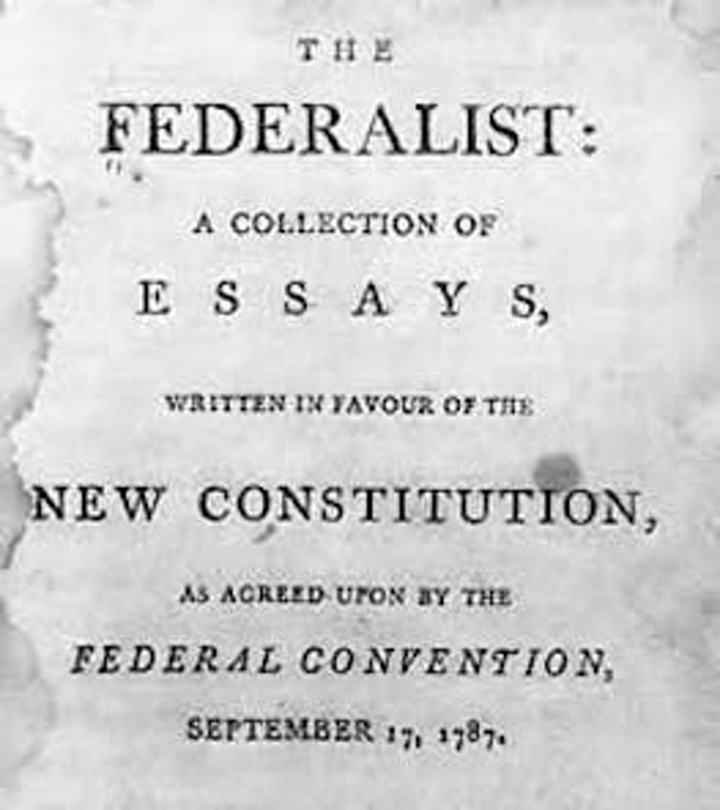 THE
FEDERALIST:
A COLLECTION OF
ESSAYS,
WRITTEN IN FAVOUR OF THE
NEW CONSTITUTION,
AS AGREED UPON BY THE
FEDERAL CONVENTION,
SEPTEMBER 17, 1787.